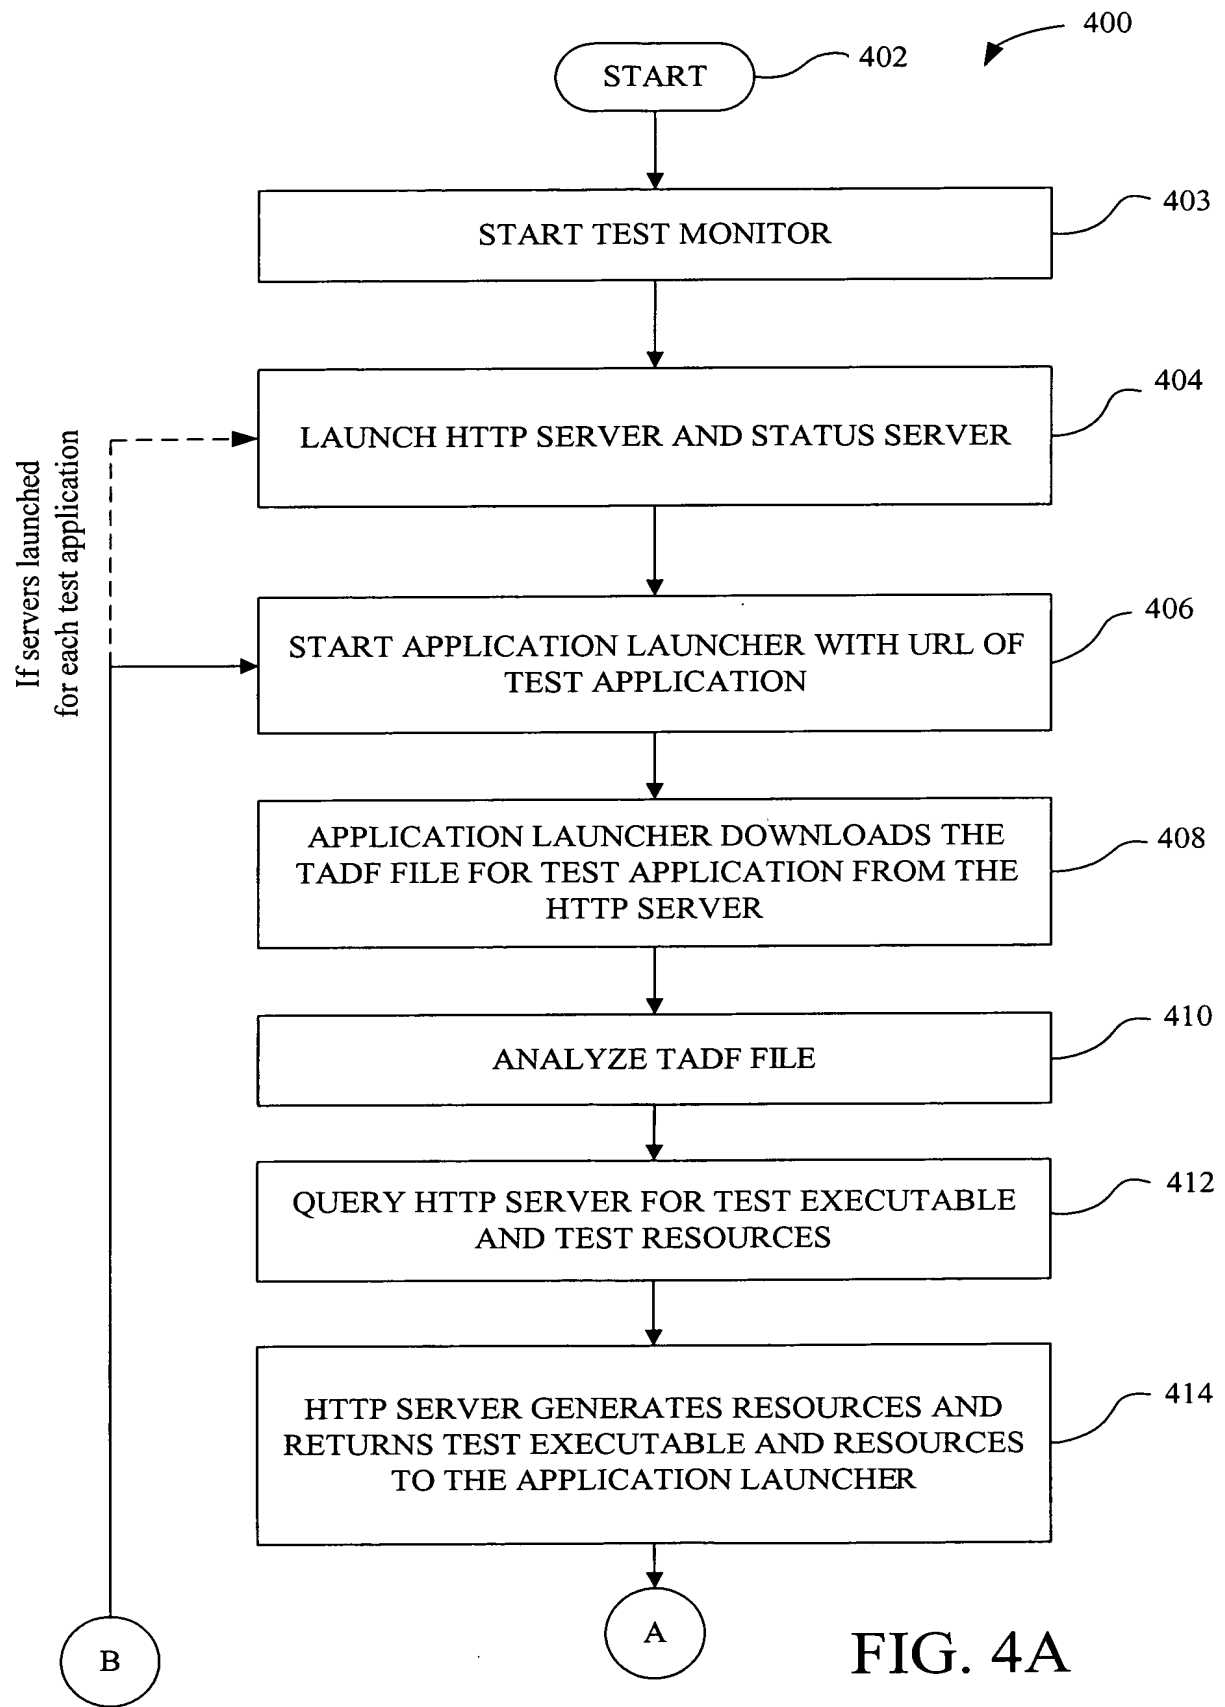 400
START
402
START TEST MONITOR
403
LAUNCH HTTP SERVER AND STATUS SERVER
404
If servers launched
for each test application
START APPLICATION LAUNCHER WITH URL OF
TEST APPLICATION
406
APPLICATION LAUNCHER DOWNLOADS THE
TADF FILE FOR TEST APPLICATION FROM THE
HTTP SERVER
408
ANALYZE TADF FILE
410
QUERY HTTP SERVER FOR TEST EXECUTABLE
AND TEST RESOURCES
412
HTTP SERVER GENERATES RESOURCES AND
RETURNS TEST EXECUTABLE AND RESOURCES
TO THE APPLICATION LAUNCHER
414
B
A
FIG. 4A